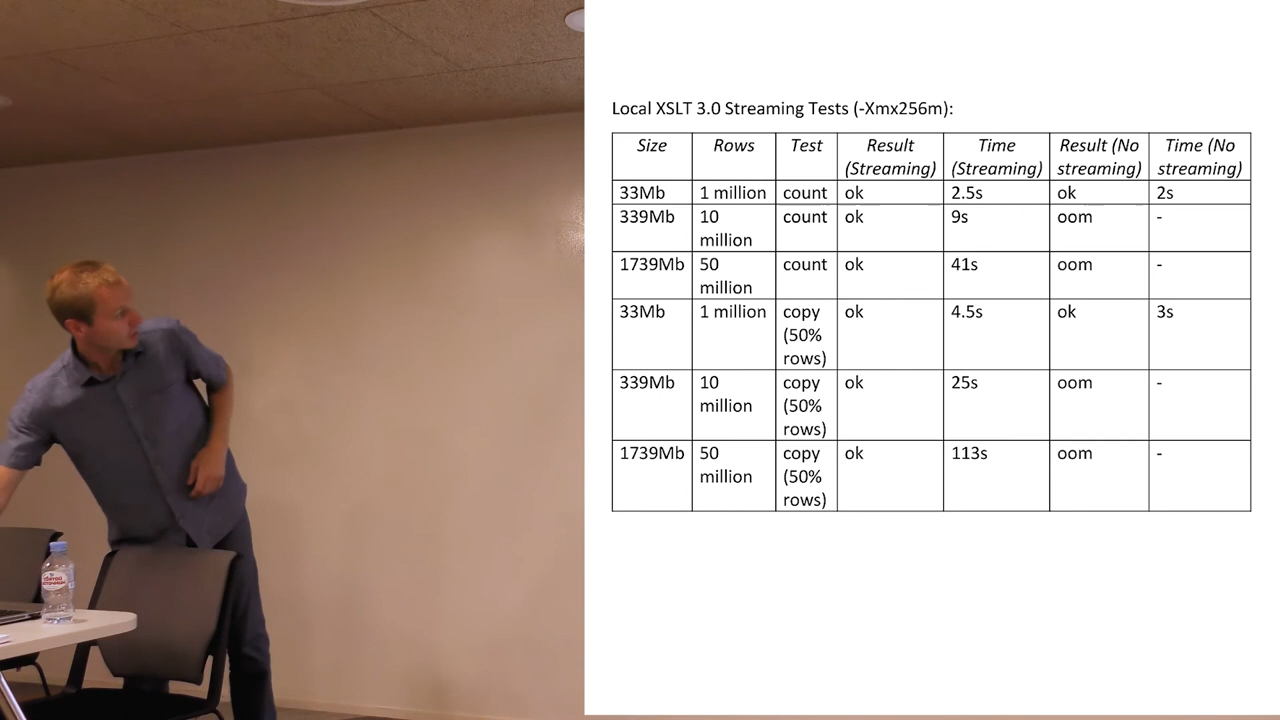 Local XSLT 3.0 Streaming Tests (-Xmx256m):
Size Rows Test Result (Streaming) Time (Streaming) Result (No streaming) Time (No streaming)
33Mb 1 million count ok 2.5s ok 2s
339Mb 10 million count ok 9s oom -
1739Mb 50 million count ok 41s oom -
33Mb 1 million copy (50% rows) ok 4.5s ok 3s
339Mb 10 million copy (50% rows) ok 25s oom -
1739Mb 50 million copy (50% rows) ok 113s oom -